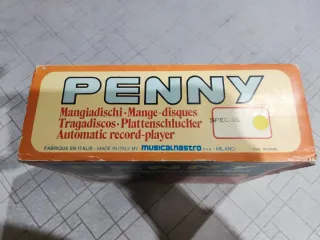 PENNY
Mangiadischi - Mange-disques
Tragadiscos - Plattenschlucker
Automatic record-player
SPECIAL
FABRIQUE EN ITALIE - MADE IN ITALY BY musicalnastro - MILANO